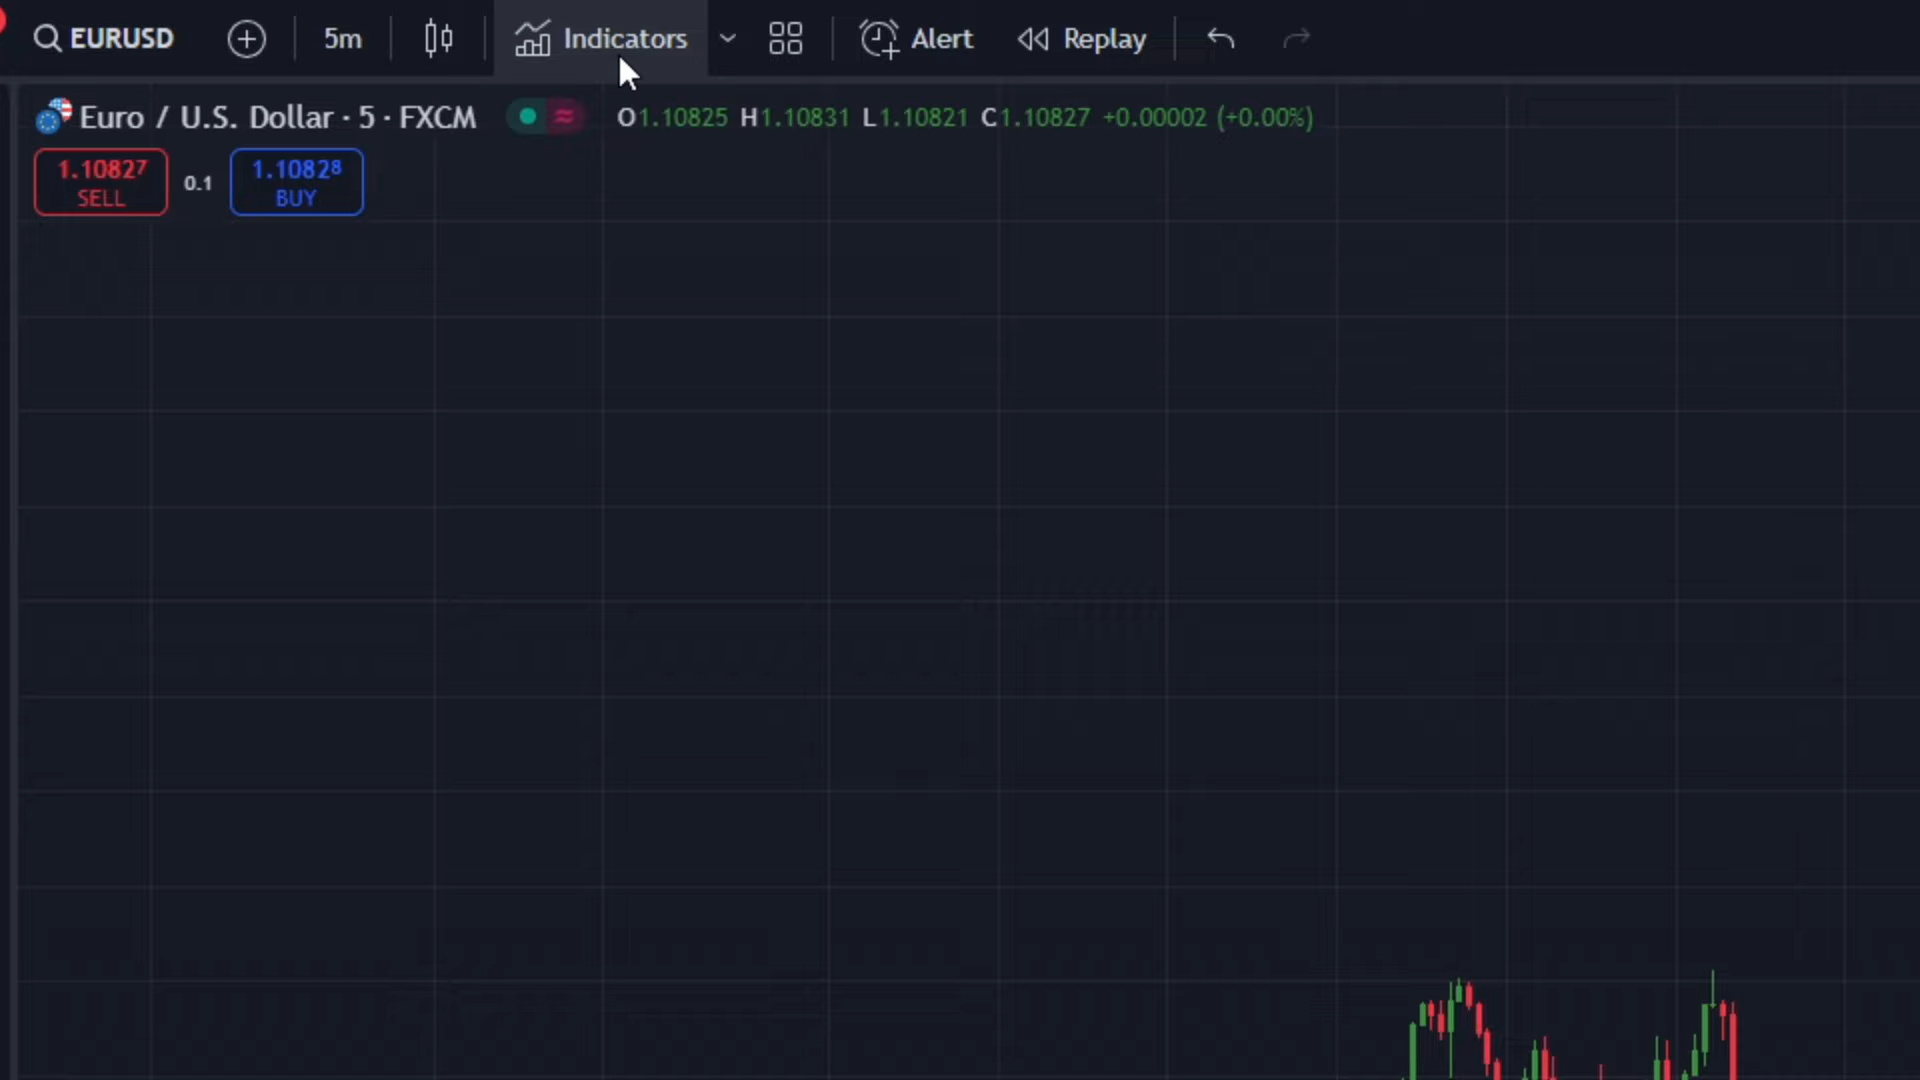 EURUSD 5m Indicators Alert Replay
Euro / U.S. Dollar · 5 · FXCM O1.10825 H1.10831 L1.10821 C1.10827 +0.00002 (+0.00%)
1.10827 0.1 1.10828
SELL BUY